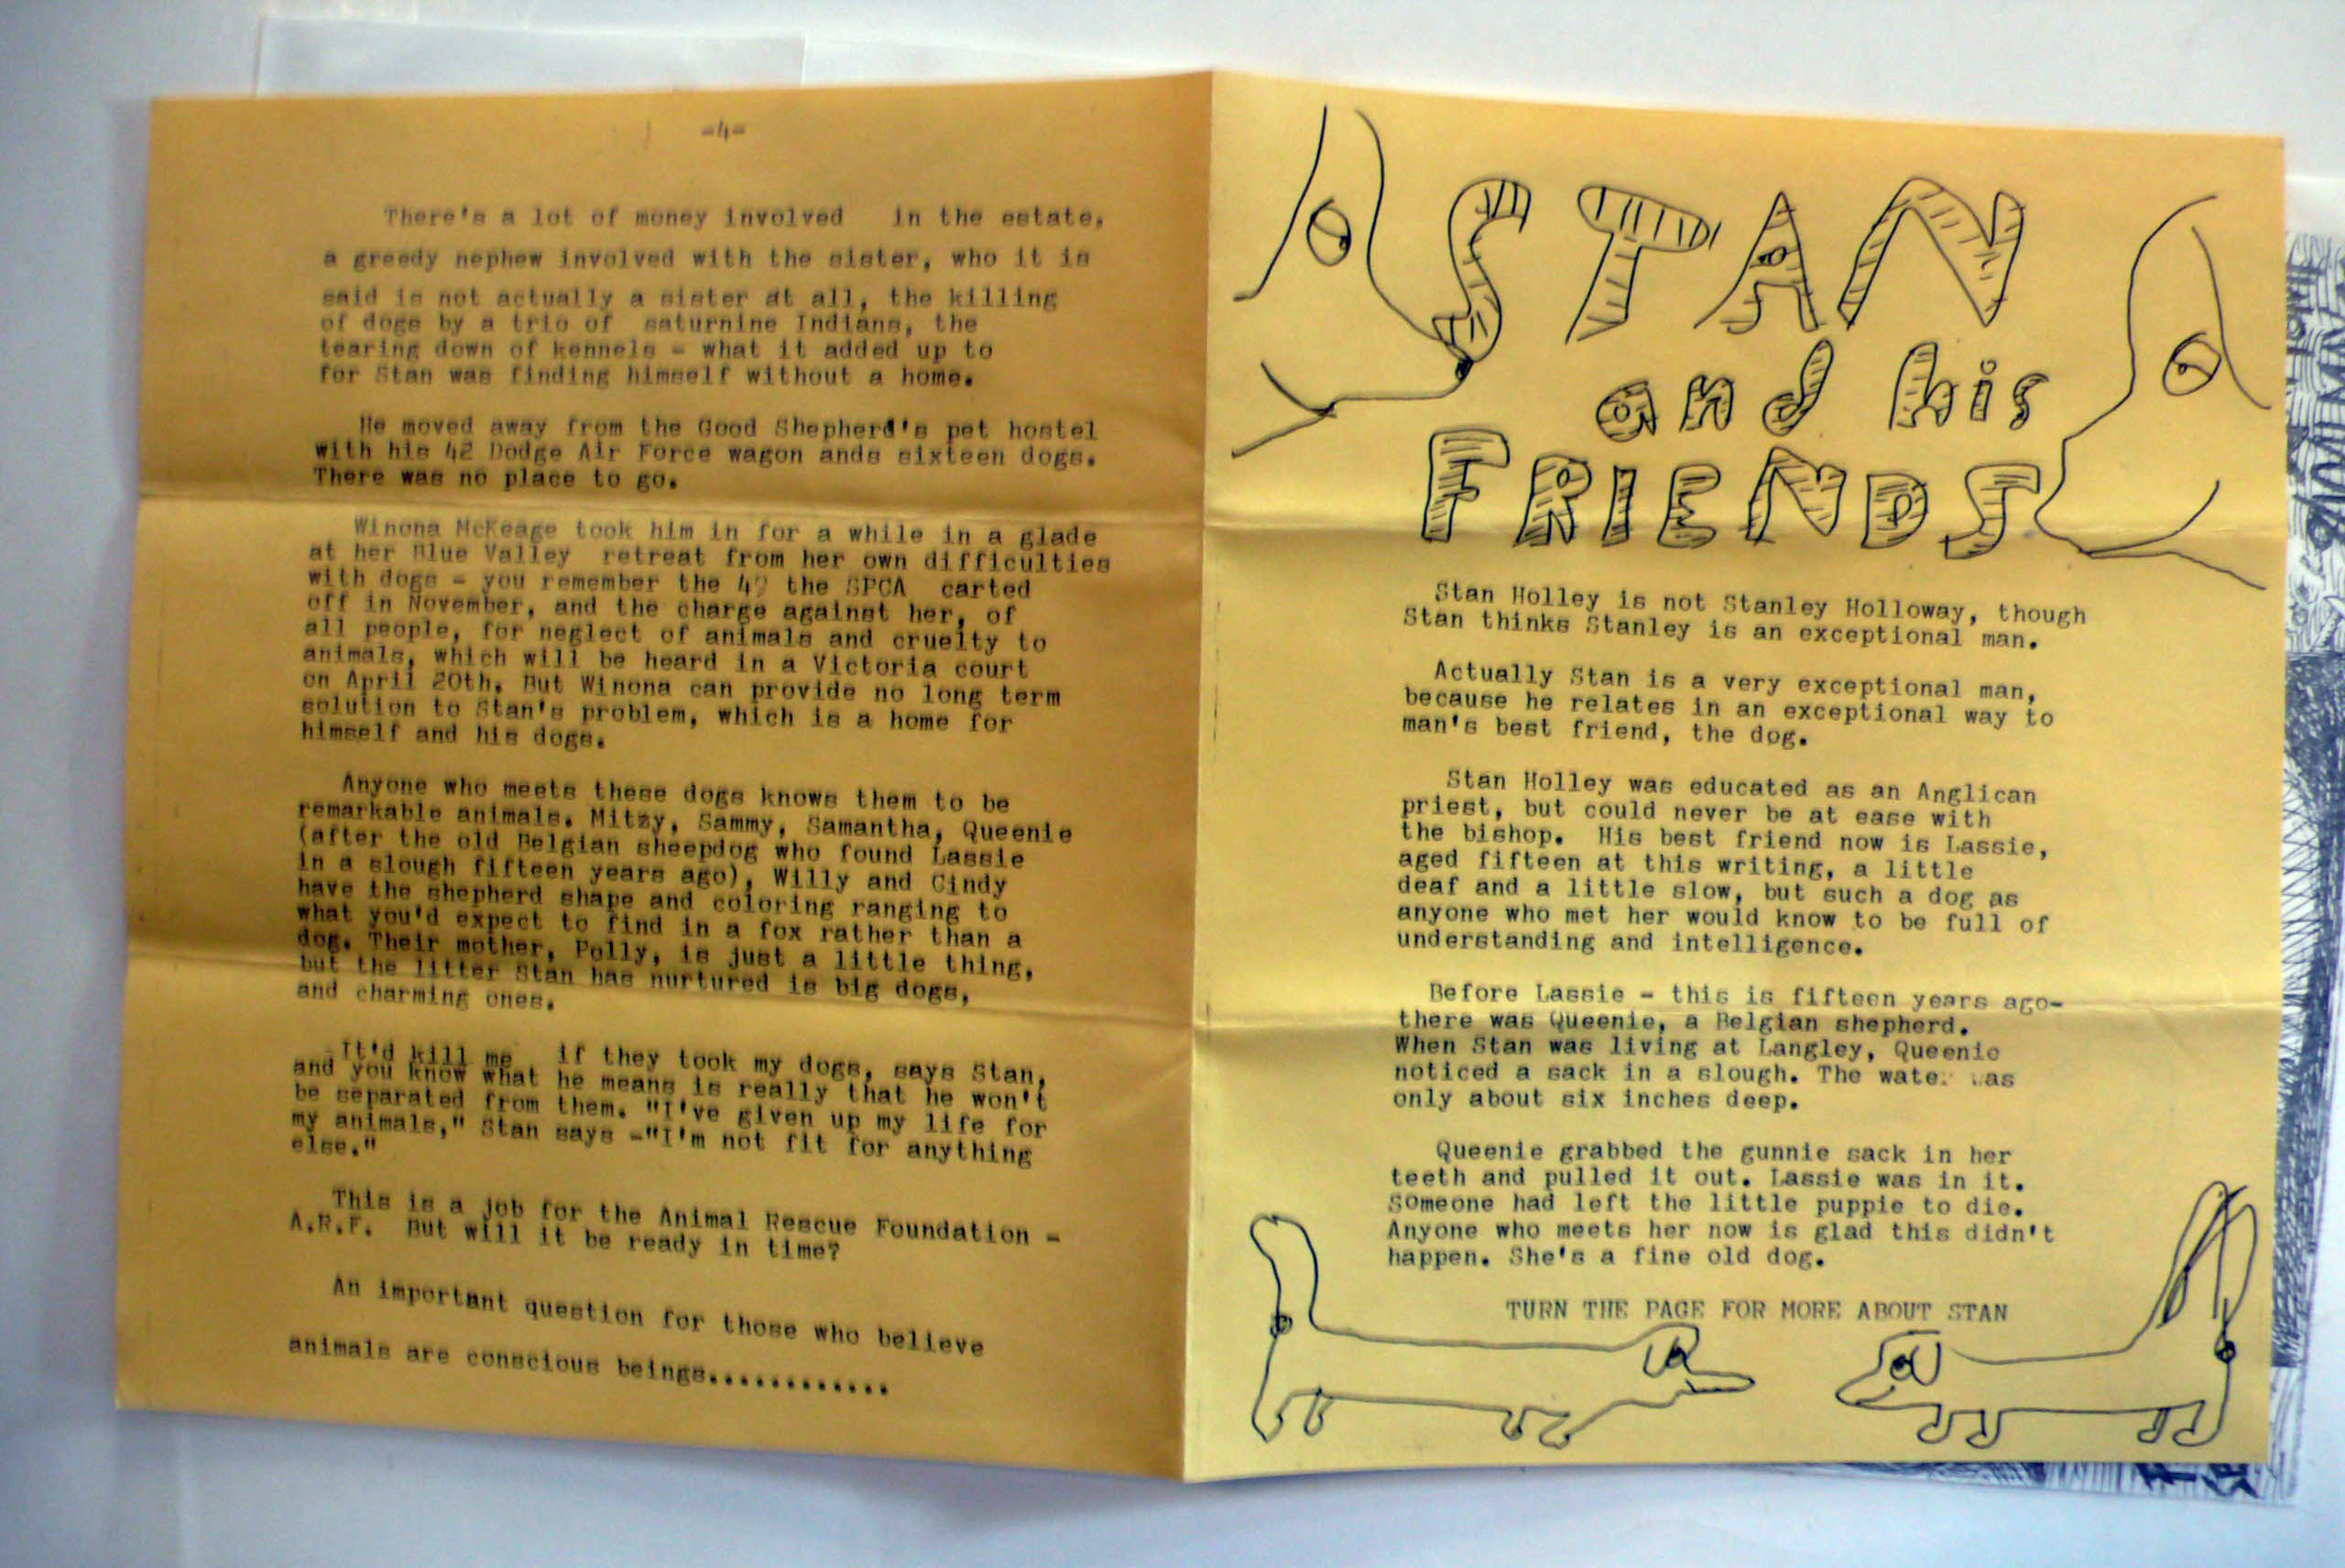 -4-
There's a lot of money involved in the estate,
a greedy nephew involved with the sister, who it is
said is not actually a sister at all, the killing
of dogs by a trio of saturnine Indians, the
tearing down of kennels - what it added up to
for Stan was finding himself without a home.
He moved away from the Good Shepherd's pet hostel
with his 42 Dodge Air Force wagon ands sixteen dogs.
There was no place to go.
Winona McKeage took him in for a while in a glade
at her Blue Valley retreat from her own difficulties
with dogs - you remember the the SPCA carted
off in November, and the charge against her, of
all people, for neglect of animals and cruelty to
animals, which will be heard in a Victoria court
on April 20th. But Winona can provide no long term
solution to Stan's problem, which is a home for
himself and his dogs.
Anyone who meets these dogs knows them to be
remarkable animals. Mitzy, Sammy, Samantha, Queenie
(after the old Belgian sheepdog who found Lassie
in a slough fifteen years ago), Willy and Cindy
have the shepherd shape and coloring ranging to
what you'd expect to find in a fox rather than a
dog. Their mother, Polly, is just a little thing,
but the litter Stan has nurtured is big dogs,
and charming ones.
It'd kill me if they took my dogs, says Stan,
and you know what he means is really that he won't
be separated from them. "I've given up my life for
my animals," Stan says -"I'm not fit for anything
else."
This is a job for the Animal Rescue Foundation -
A.R.F. But will it be ready in time?
An important question for those who believe
animals are conscious beings............
STAN
and his
FRIENDS
Stan Holley is not Stanley Holloway, though
Stan thinks Stanley is an exceptional man.
Actually Stan is a very exceptional man,
because he relates in an exceptional way to
man's best friend, the dog.
Stan Holley was educated as an Anglican
priest, but could never be at ease with
the bishop. His best friend now is Lassie,
aged fifteen at this writing, a little
deaf and a little slow, but such a dog as
anyone who met her would know to be full of
understanding and intelligence.
Before Lassie - this is fifteen years ago-
there was Queenie, a Belgian shepherd.
When Stan was living at Langley, Queenie
noticed a sack in a slough. The wate. .as
only about six inches deep.
Queenie grabbed the gunnie sack in her
teeth and pulled it out. Lassie was in it.
Someone had left the little puppie to die.
Anyone who meets her now is glad this didn't
happen. She's a fine old dog.
TURN THE PAGE FOR MORE ABOUT STAN